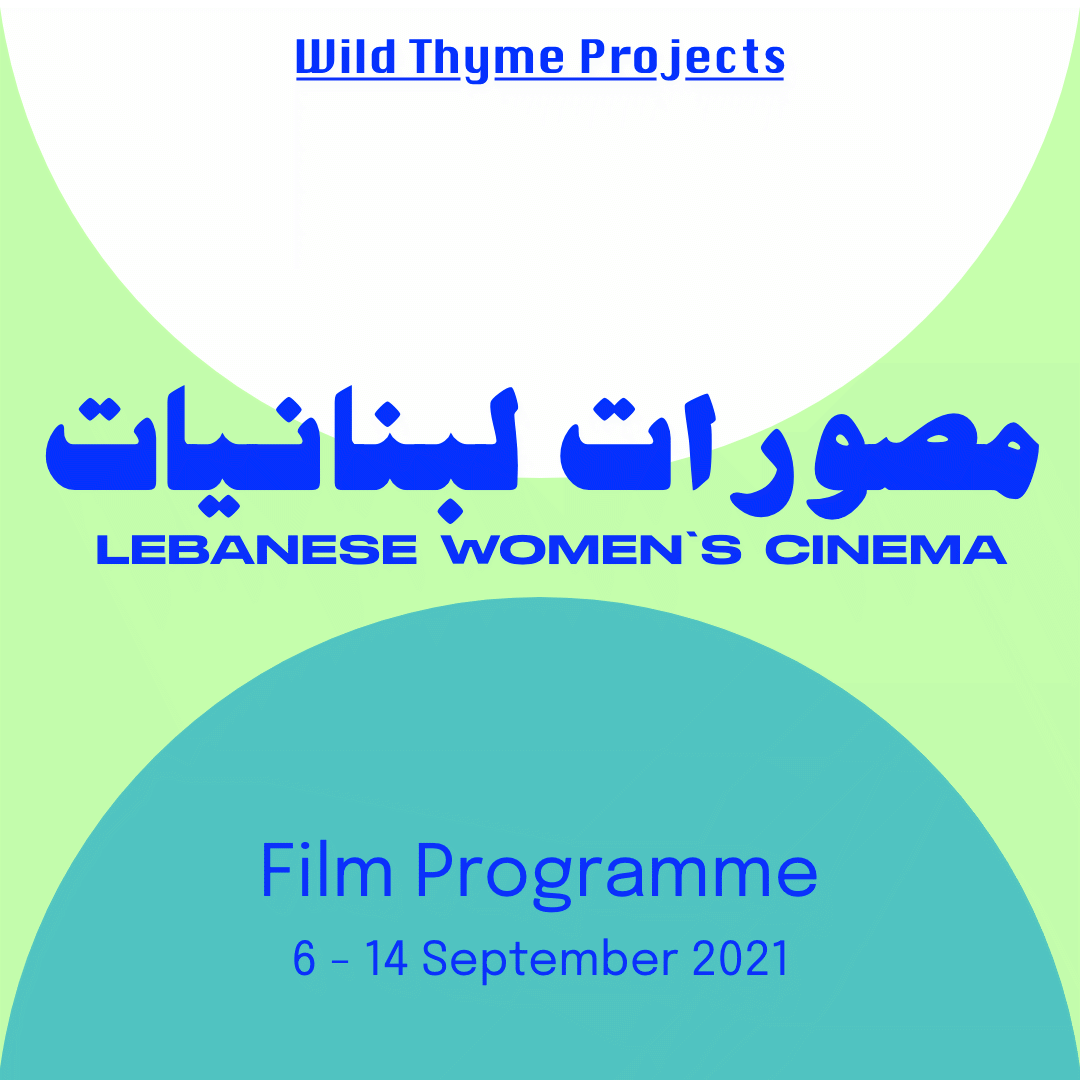 Wild Thyme Projects
مصورات لبنانيات
LEBANESE WOMEN`S CINEMA
Film Programme
6 – 14 September 2021